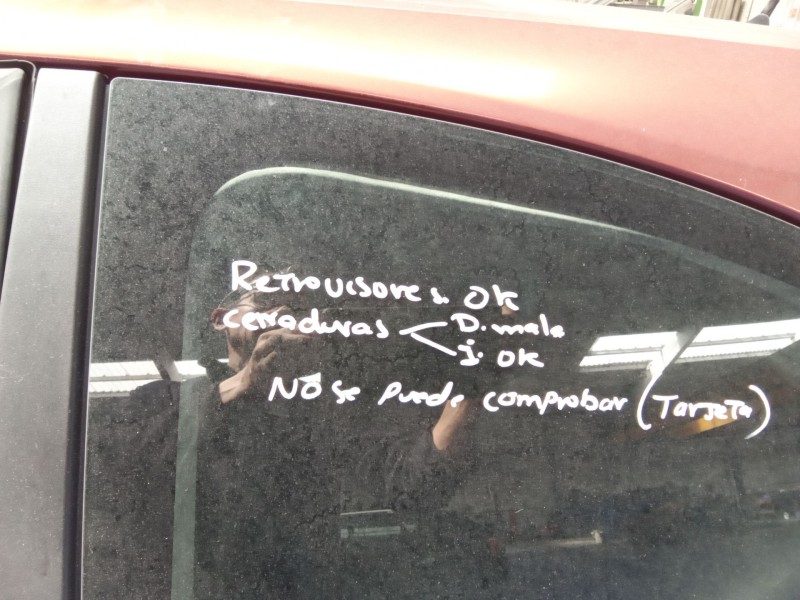 Retrovisores. Ok
cerraduras D. mala
i. ok
No se puede comprobar (Tarjeta)